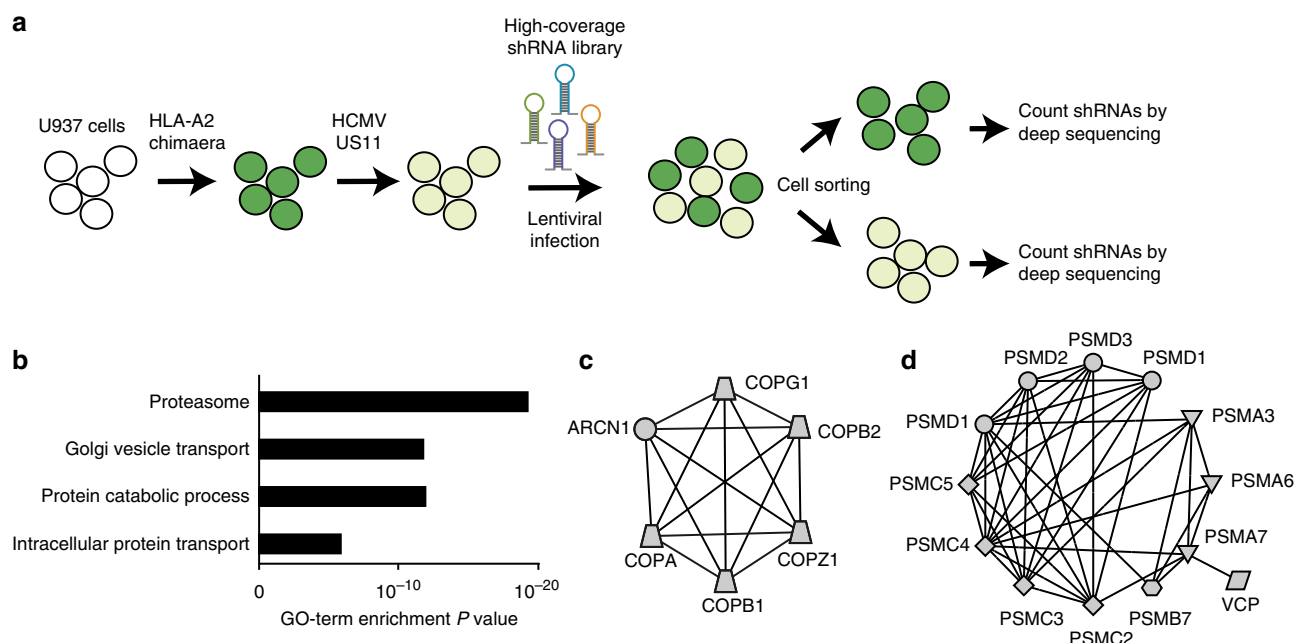 a
High-coverage
shRNA library
U937 cells
HLA-A2
chimaera
HCMV
US11
Lentiviral
infection
Cell sorting
Count shRNAs by
deep sequencing
Count shRNAs by
deep sequencing
b
Proteasome
Golgi vesicle transport
Protein catabolic process
Intracellular protein transport
0
10⁻¹⁰
10⁻²⁰
GO-term enrichment P value
c
COPG1
ARCN1
COPB2
COPA
COPZ1
COPB1
d
PSMD3
PSMD2
PSMD1
PSMD1
PSMA3
PSMC5
PSMA6
PSMC4
PSMA7
PSMC3
PSMC2
PSMB7
VCP